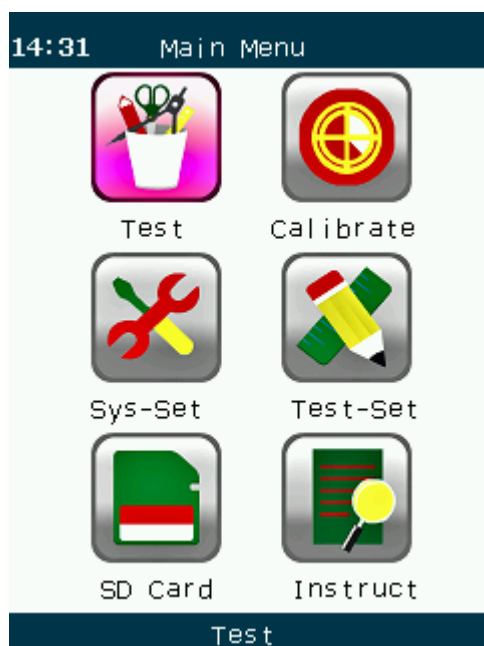 14:31 Main Menu
Test Calibrate
Sys-Set Test-Set
SD Card Instruct
Test